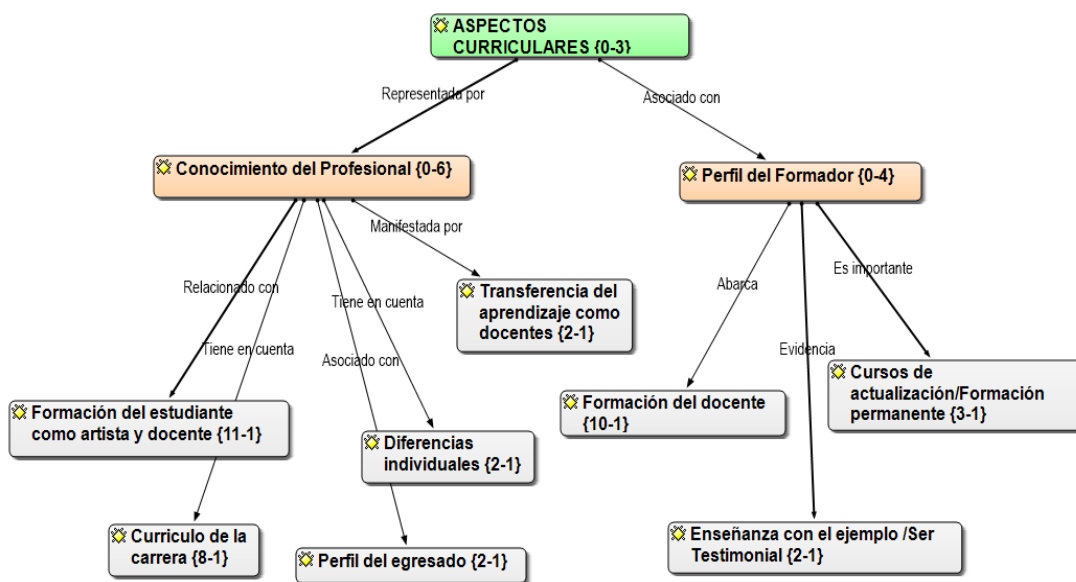 ASPECTOS
CURRICULARES {0-3}
Representada por
Asociado con
Conocimiento del Profesional {0-6}
Perfil del Formador {0-4}
Manifestada por
Relacionado con
Tiene en cuenta
Tiene en cuenta
Asociado con
Transferencia del
aprendizaje como
docentes {2-1}
Es importante
Abarca
Evidencia
Formación del estudiante
como artista y docente {11-1}
Diferencias
individuales {2-1}
Formación del docente
{10-1}
Cursos de
actualización/Formación
permanente {3-1}
Curriculo de la
carrera {8-1}
Perfil del egresado {2-1}
Enseñanza con el ejemplo /Ser
Testimonial {2-1}